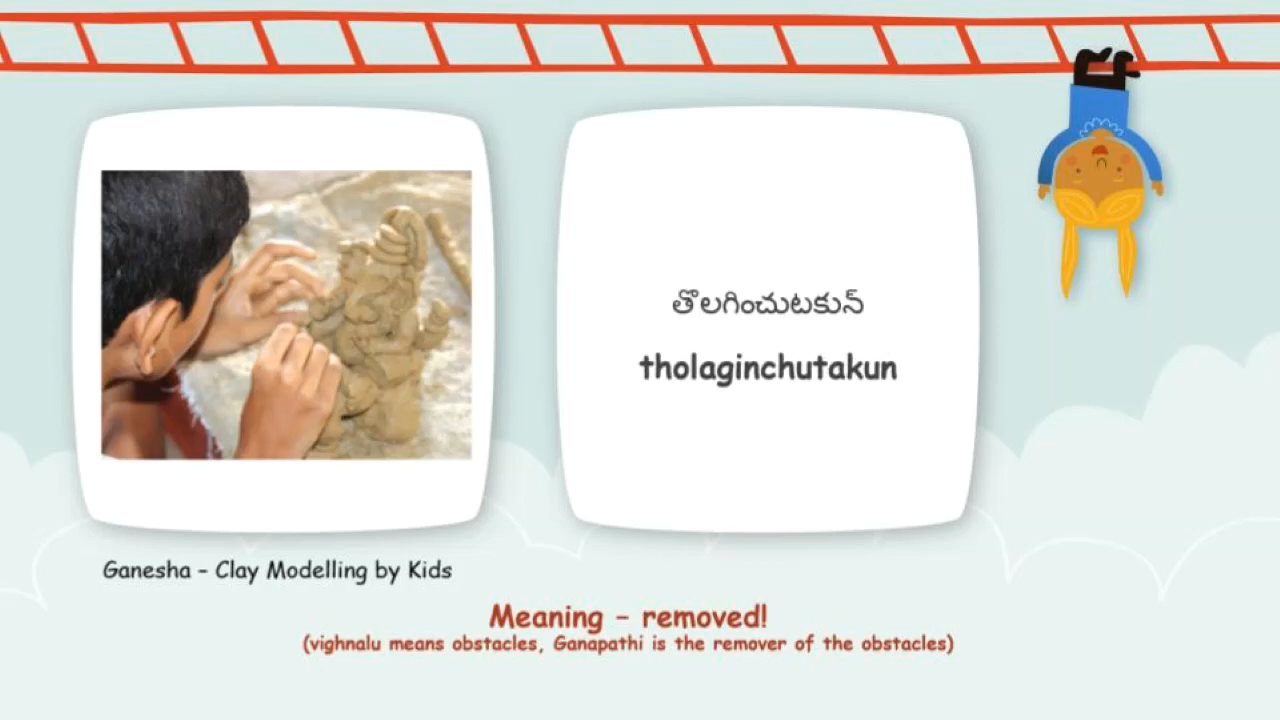 తొలగించుటకున్
tholaginchutakun
Ganesha – Clay Modelling by Kids
Meaning – removed!
(vighnalu means obstacles, Ganapathi is the remover of the obstacles)